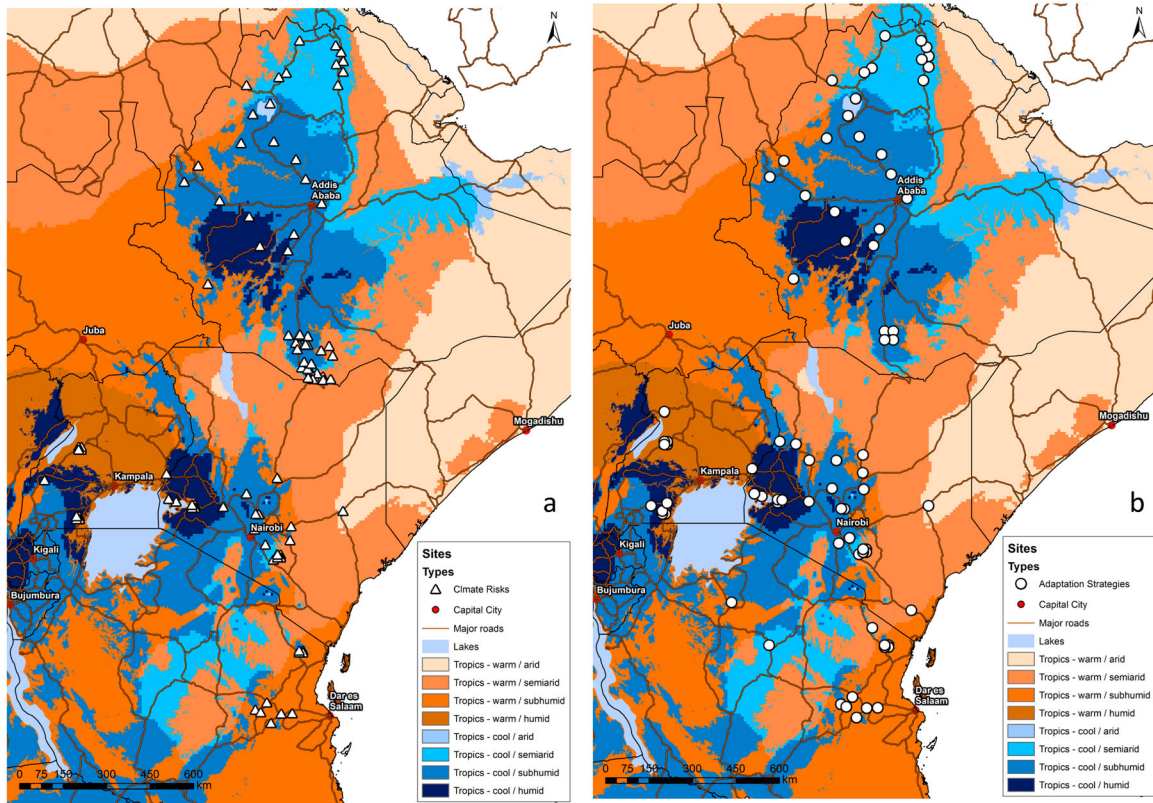 N
Addis
Ababa
Juba
Mogadishu
Kampala
Nairobi
Kigali
Bujumbura
Dar es
Salaam
a
Sites
Types
Clmate Risks
Capital City
Major roads
Lakes
Tropics - warm / arid
Tropics - warm / semiarid
Tropics - warm / subhumid
Tropics - warm / humid
Tropics - cool / arid
Tropics - cool / semiarid
Tropics - cool / subhumid
Tropics - cool / humid
0 75 150 300 450 600
km
N
Addis
Ababa
Juba
Mogadishu
Kampala
Nairobi
Kigali
Bujumbura
Dar es
Salaam
b
Sites
Types
Adaptation Strategies
Capital City
Major roads
Lakes
Tropics - warm / arid
Tropics - warm / semiarid
Tropics - warm / subhumid
Tropics - warm / humid
Tropics - cool / arid
Tropics - cool / semiarid
Tropics - cool / subhumid
Tropics - cool / humid
0 75 150 300 450 600
km